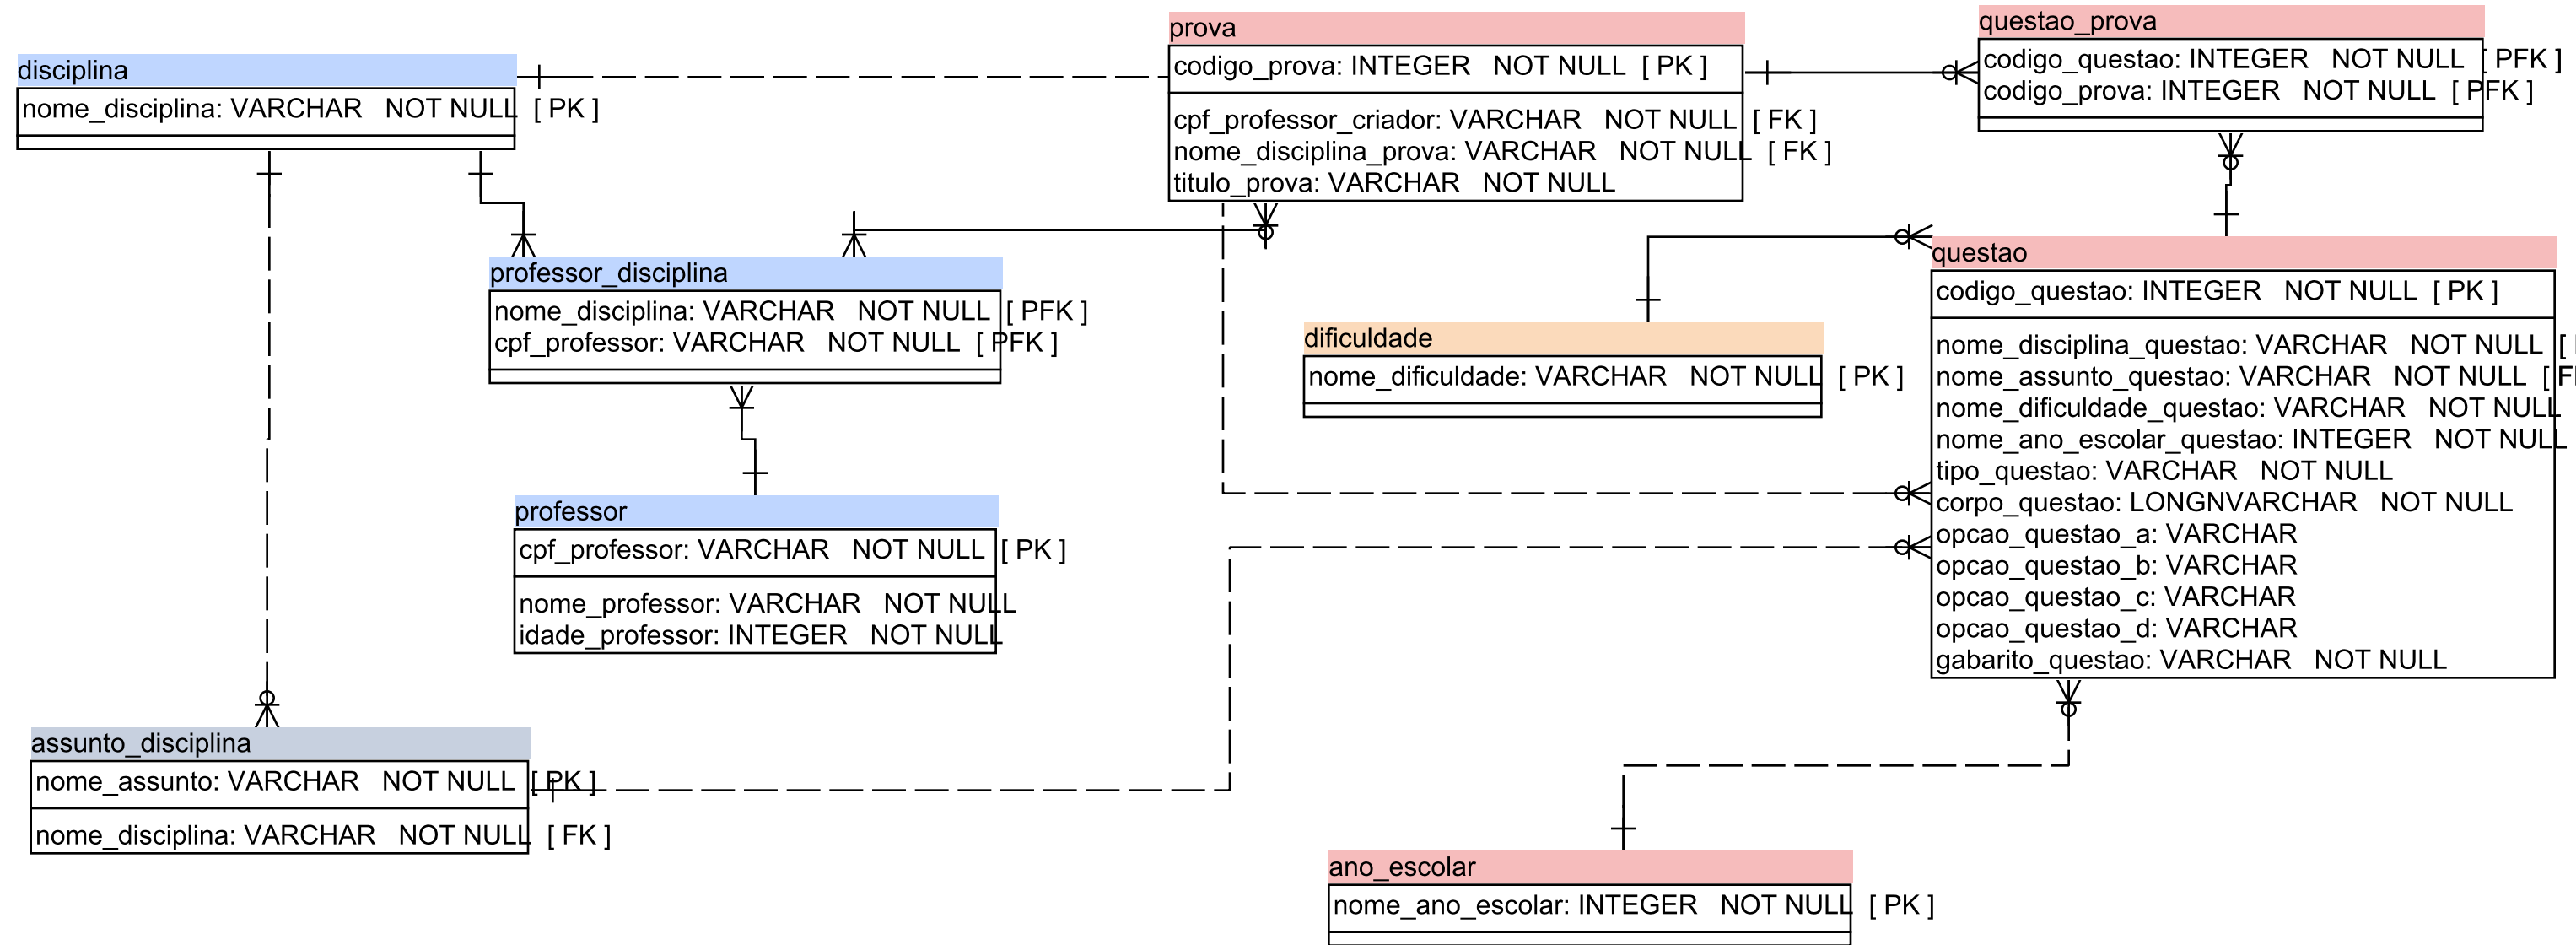 disciplina
nome_disciplina: VARCHAR NOT NULL [ PK ]
prova
codigo_prova: INTEGER NOT NULL [ PK ]
cpf_professor_criador: VARCHAR NOT NULL [ FK ]
nome_disciplina_prova: VARCHAR NOT NULL [ FK ]
titulo_prova: VARCHAR NOT NULL
questao_prova
codigo_questao: INTEGER NOT NULL [ PFK ]
codigo_prova: INTEGER NOT NULL [ PFK ]
professor_disciplina
nome_disciplina: VARCHAR NOT NULL [ PFK ]
cpf_professor: VARCHAR NOT NULL [ PFK ]
dificuldade
nome_dificuldade: VARCHAR NOT NULL [ PK ]
questao
codigo_questao: INTEGER NOT NULL [ PK ]
nome_disciplina_questao: VARCHAR NOT NULL [
nome_assunto_questao: VARCHAR NOT NULL [ F
nome_dificuldade_questao: VARCHAR NOT NULL
nome_ano_escolar_questao: INTEGER NOT NULL
tipo_questao: VARCHAR NOT NULL
corpo_questao: LONGNVARCHAR NOT NULL
opcao_questao_a: VARCHAR
opcao_questao_b: VARCHAR
opcao_questao_c: VARCHAR
opcao_questao_d: VARCHAR
gabarito_questao: VARCHAR NOT NULL
professor
cpf_professor: VARCHAR NOT NULL [ PK ]
nome_professor: VARCHAR NOT NULL
idade_professor: INTEGER NOT NULL
assunto_disciplina
nome_assunto: VARCHAR NOT NULL [ PK ]
nome_disciplina: VARCHAR NOT NULL [ FK ]
ano_escolar
nome_ano_escolar: INTEGER NOT NULL [ PK ]